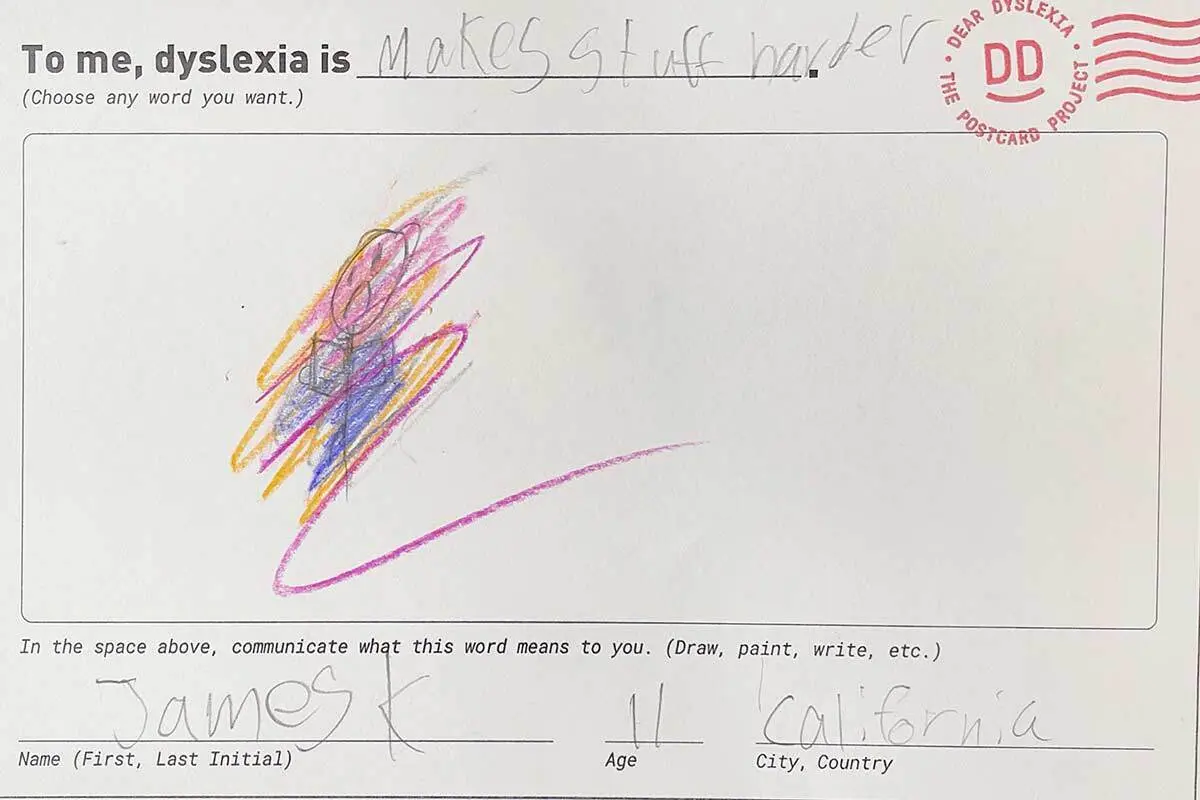 To me, dyslexia is Makes stuff harder.
(Choose any word you want.)
DEAR DYSLEXIA • THE POSTCARD PROJECT •
DD
In the space above, communicate what this word means to you. (Draw, paint, write, etc.)
James K
11
California
Name (First, Last Initial)
Age
City, Country